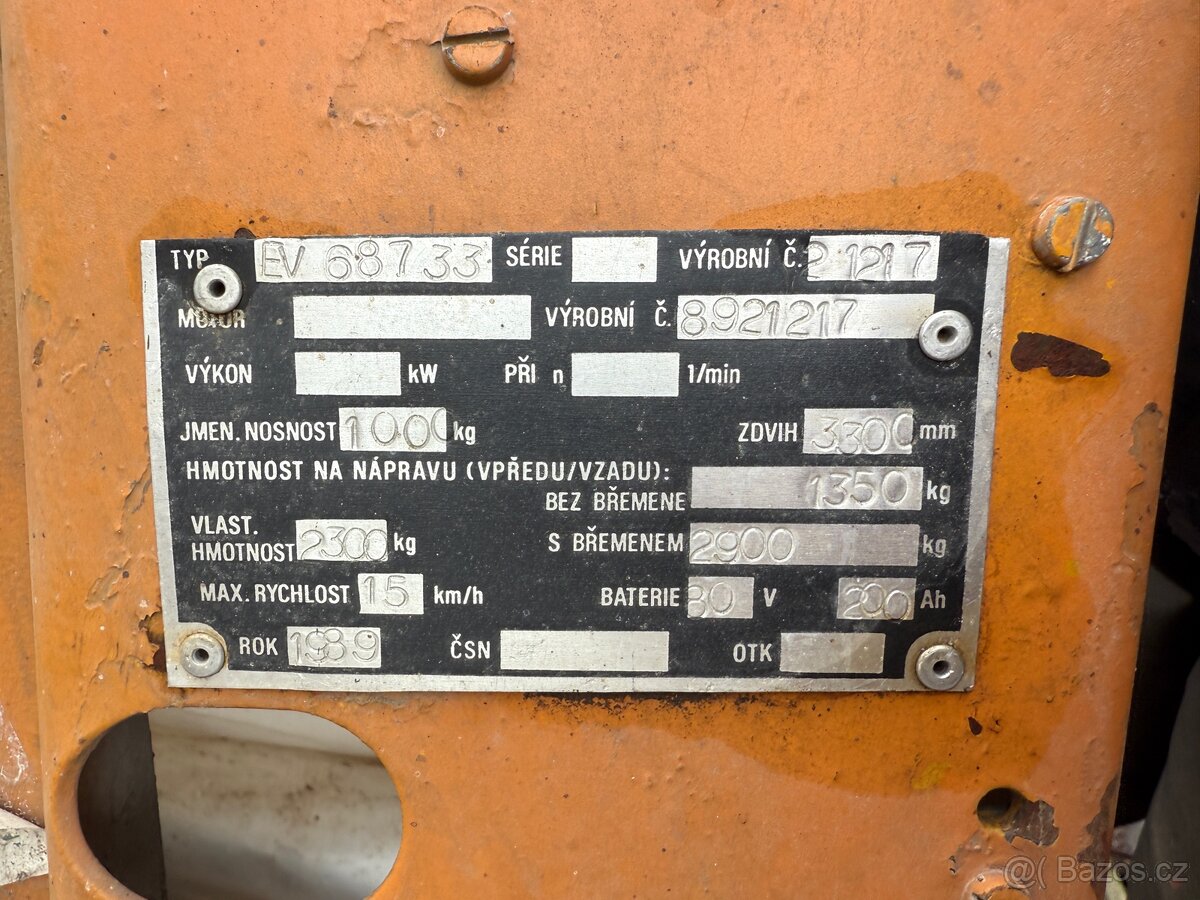 TYP EV 687 33 SÉRIE VÝROBNÍ Č. 21217
MOTOR VÝROBNÍ Č. 8921217
VÝKON kW PŘI n 1/min
JMEN. NOSNOST 1000 kg ZDVIH 3300 mm
HMOTNOST NA NÁPRAVU (VPŘEDU/VZADU):
BEZ BŘEMENE 1350 kg
VLAST. HMOTNOST 2300 kg S BŘEMENEM 2900 kg
MAX. RYCHLOST 15 km/h BATERIE 80 V 200 Ah
ROK 1989 ČSN OTK
Bazos.cz